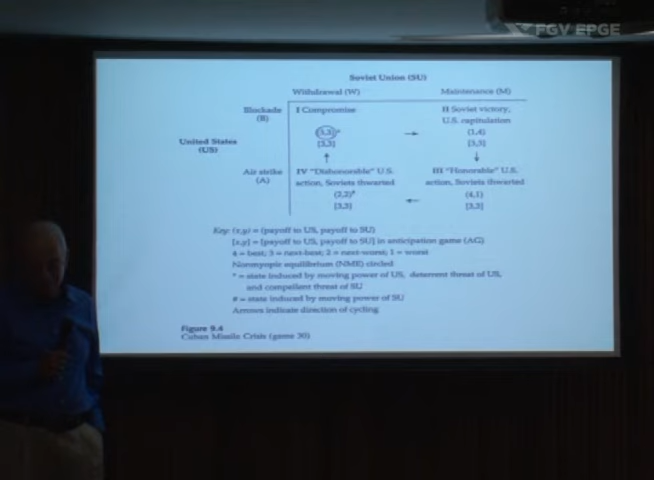 FGV EPGE
Soviet Union (SU)
Withdrawal (W) Maintenance (M)
Blockade (B) I Compromise II Soviet victory, U.S. capitulation
(3,3)* (1,4)
[3,3] [3,3]
United States (US)
Air strike (A) IV "Dishonorable" U.S. action, Soviets thwarted III "Honorable" U.S. action, Soviets thwarted
(2,2)# (4,1)
[3,3] [3,3]
Key: (x,y) = (payoff to US, payoff to SU)
[x,y] = [payoff to US, payoff to SU] in anticipation game (AG)
4 = best; 3 = next-best; 2 = next-worst; 1 = worst
Nonmyopic equilibrium (NME) circled
* = state induced by moving power of US, deterrent threat of US,
and compellent threat of SU
# = state induced by moving power of SU
Arrows indicate direction of cycling
Figure 9.4
Cuban Missile Crisis (game 30)